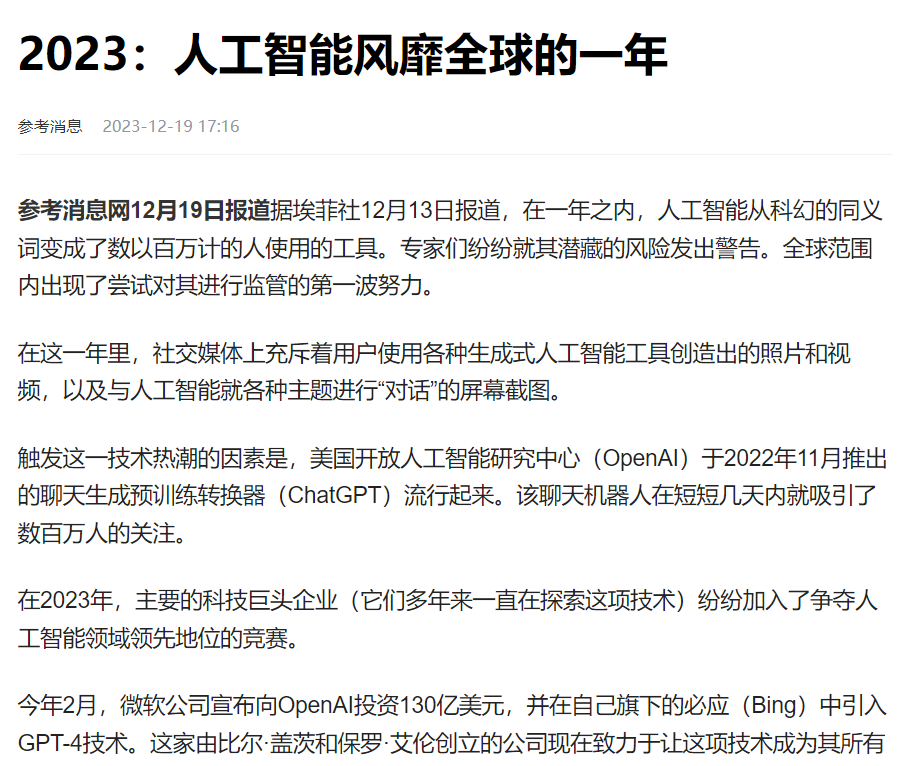 2023：人工智能风靡全球的一年
参考消息 2023-12-19 17:16
参考消息网12月19日报道据埃菲社12月13日报道，在一年之内，人工智能从科幻的同义
词变成了数以百万计的人使用的工具。专家们纷纷就其潜藏的风险发出警告。全球范围
内出现了尝试对其进行监管的第一波努力。
在这一年里，社交媒体上充斥着用户使用各种生成式人工智能工具创造出的照片和视
频，以及与人工智能就各种主题进行“对话”的屏幕截图。
触发这一技术热潮的因素是，美国开放人工智能研究中心（OpenAI）于2022年11月推出
的聊天生成预训练转换器（ChatGPT）流行起来。该聊天机器人在短短几天内就吸引了
数百万人的关注。
在2023年，主要的科技巨头企业（它们多年来一直在探索这项技术）纷纷加入了争夺人
工智能领域领先地位的竞赛。
今年2月，微软公司宣布向OpenAI投资130亿美元，并在自己旗下的必应（Bing）中引入
GPT-4技术。这家由比尔·盖茨和保罗·艾伦创立的公司现在致力于让这项技术成为其所有